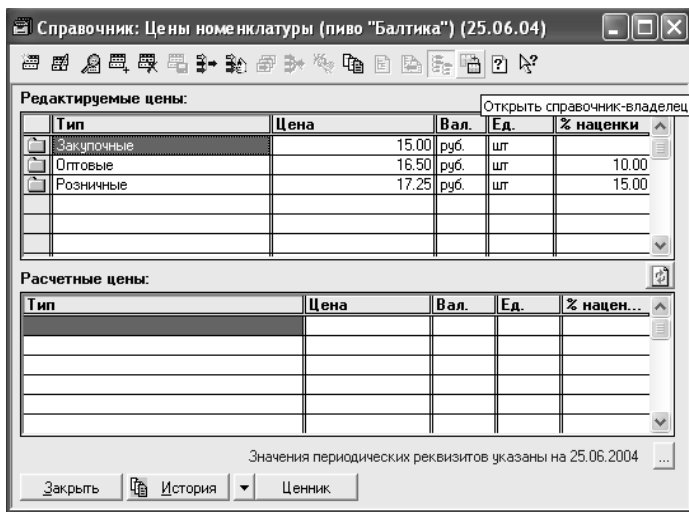 Справочник: Цены номенклатуры (пиво "Балтика") (25.06.04)
Редактируемые цены:
Открыть справочник-владелец
Тип Цена Вал. Ед. % наценки
Закупочные 15.00 руб. шт
Оптовые 16.50 руб. шт 10.00
Розничные 17.25 руб. шт 15.00
Расчетные цены:
Тип Цена Вал. Ед. % нацен...
Значения периодических реквизитов указаны на 25.06.2004 ...
Закрыть История Ценник